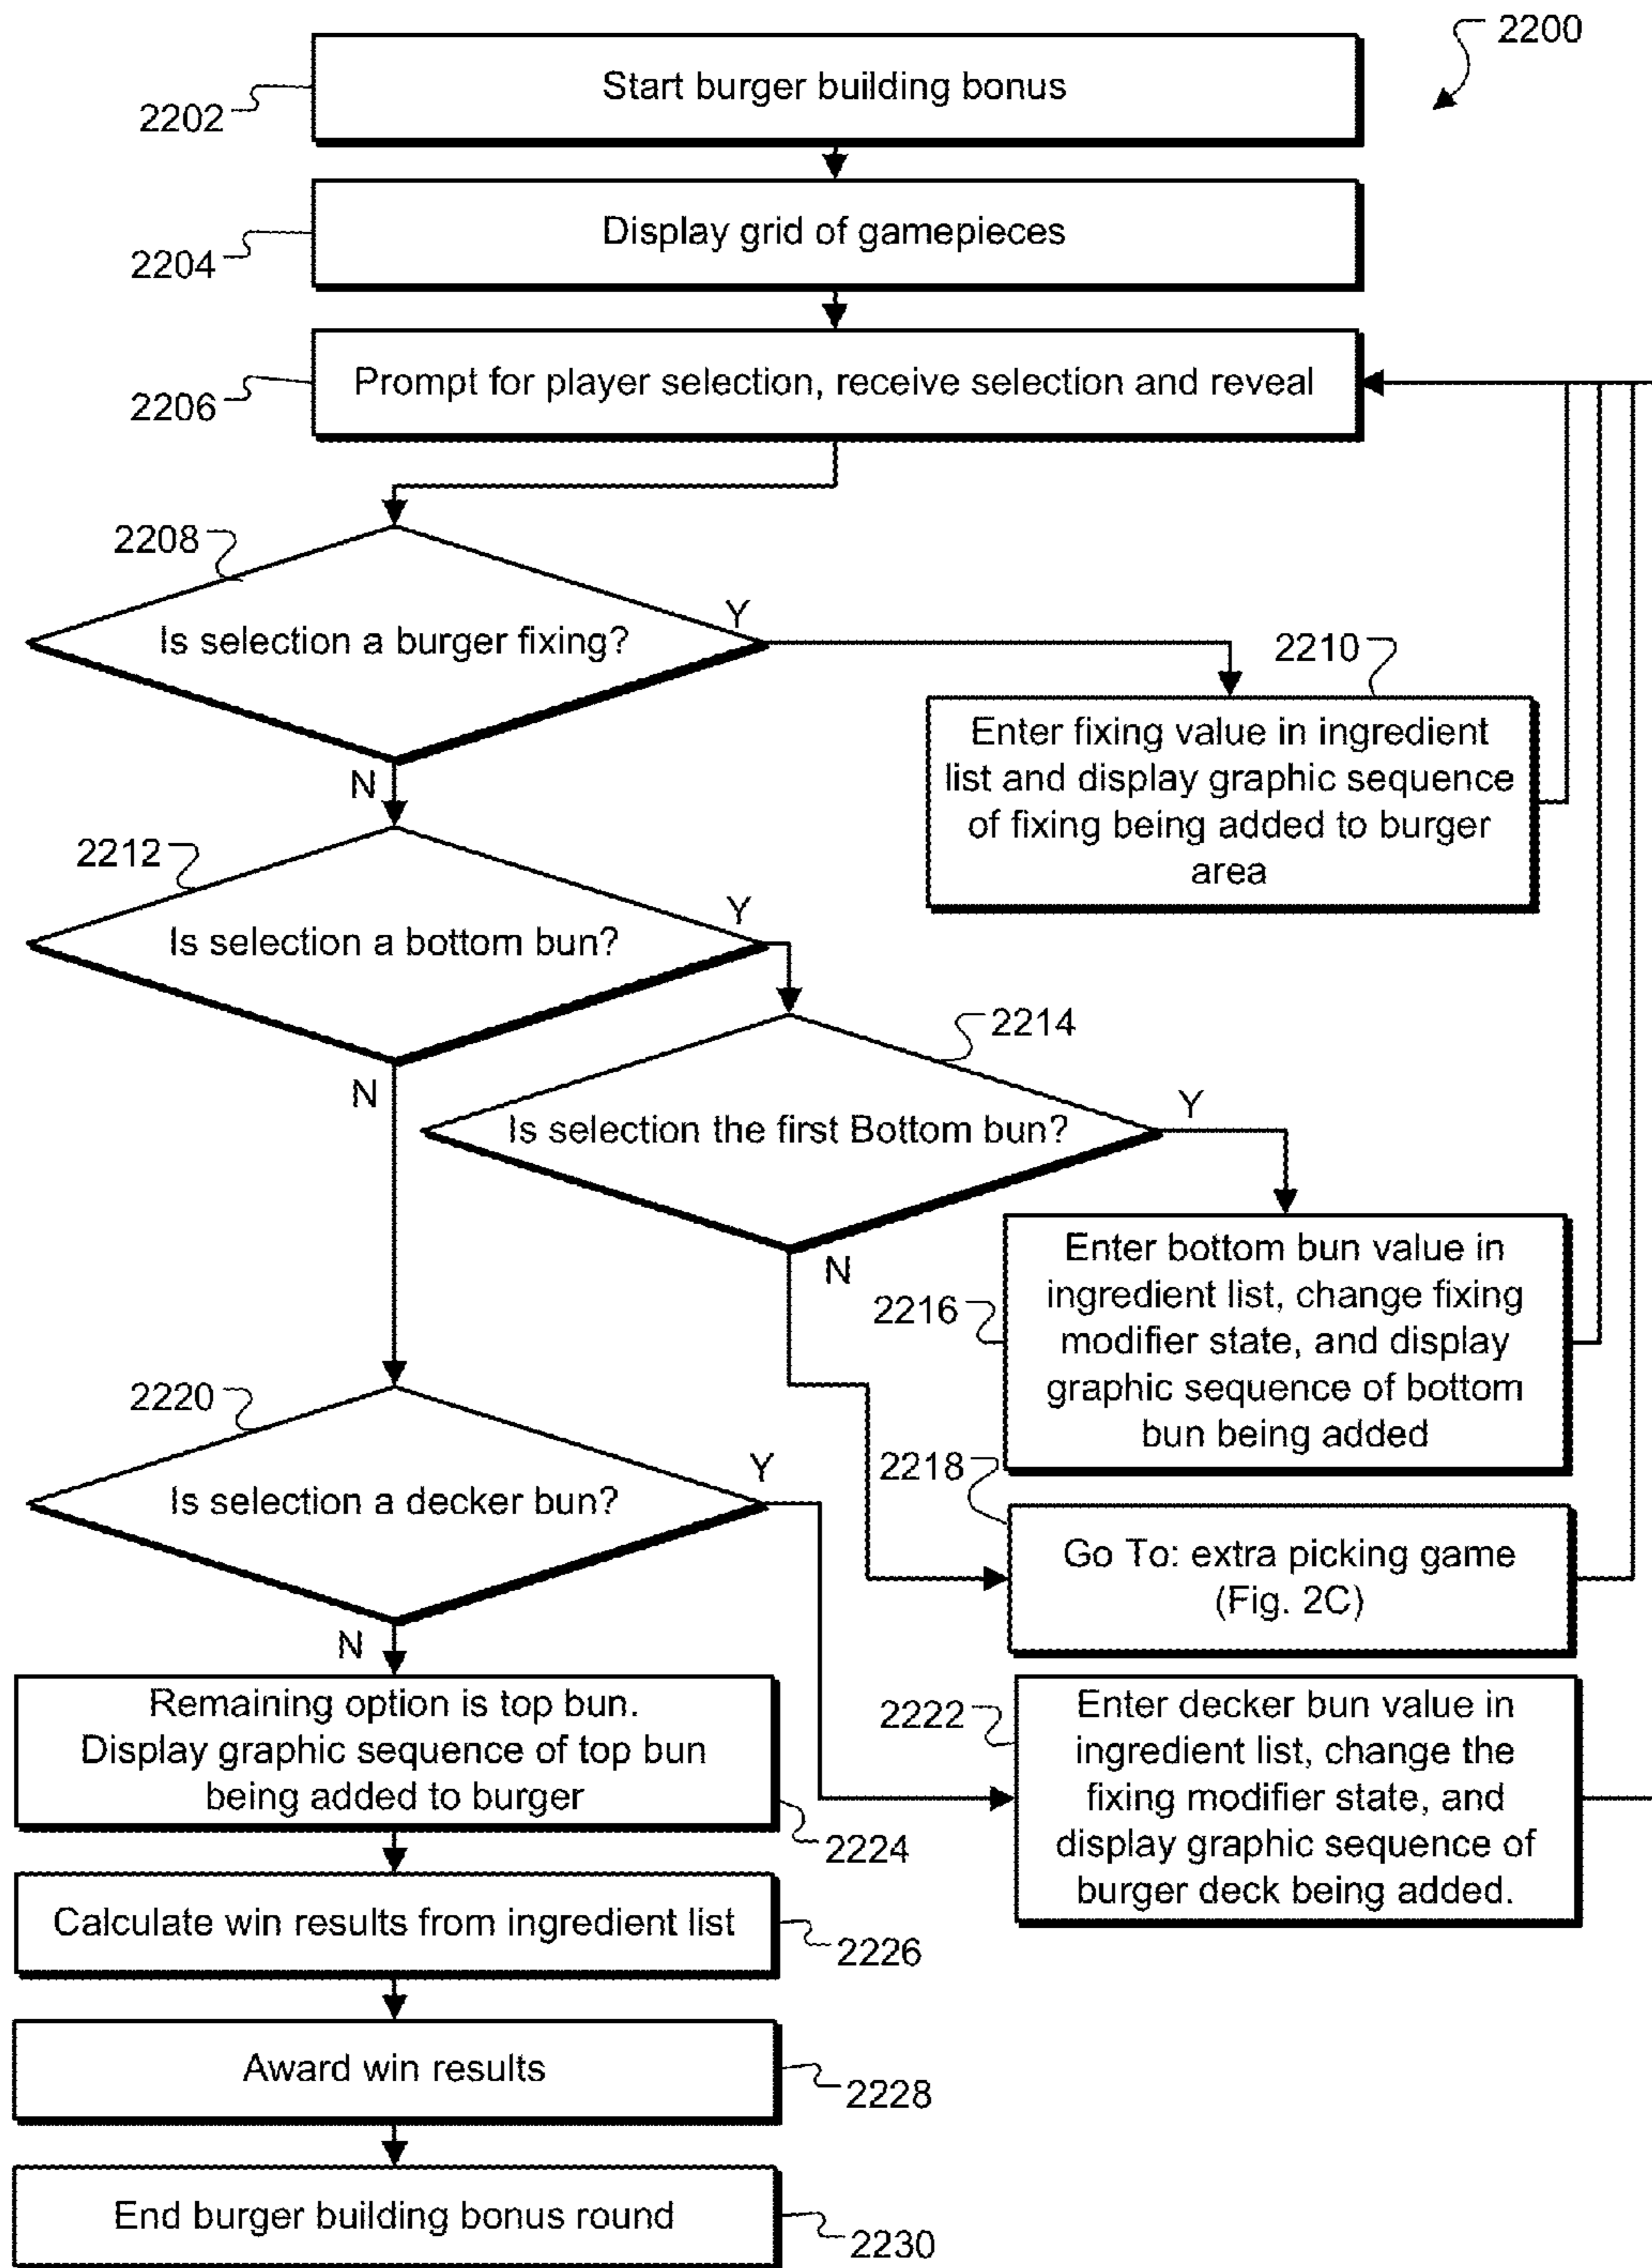 2200
Start burger building bonus
2202
Display grid of gamepieces
2204
Prompt for player selection, receive selection and reveal
2206
2208
Is selection a burger fixing?
Y
N
2210
Enter fixing value in ingredient
list and display graphic sequence
of fixing being added to burger
area
2212
Is selection a bottom bun?
Y
N
2214
Is selection the first Bottom bun?
Y
N
2216
Enter bottom bun value in
ingredient list, change fixing
modifier state, and display
graphic sequence of bottom
bun being added
2218
Go To: extra picking game
(Fig. 2C)
2220
Is selection a decker bun?
Y
N
2222
Enter decker bun value in
ingredient list, change the
fixing modifier state, and
display graphic sequence of
burger deck being added.
Remaining option is top bun.
Display graphic sequence of top bun
being added to burger
2224
Calculate win results from ingredient list
2226
Award win results
2228
End burger building bonus round
2230